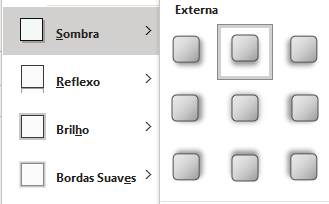 Externa
Sombra
Reflexo
Brilho
Bordas Suaves